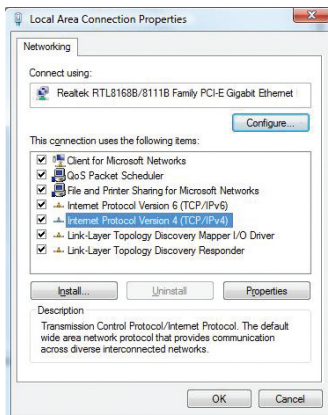 Local Area Connection Properties
Networking
Connect using:
Realtek RTL8168B/8111B Family PCI-E Gigabit Ethernet
Configure...
This connection uses the following items:
Client for Microsoft Networks
QoS Packet Scheduler
File and Printer Sharing for Microsoft Networks
Internet Protocol Version 6 (TCP/IPv6)
Internet Protocol Version 4 (TCP/IPv4)
Link-Layer Topology Discovery Mapper I/O Driver
Link-Layer Topology Discovery Responder
Install... Uninstall Properties
Description
Transmission Control Protocol/Internet Protocol. The default
wide area network protocol that provides communication
across diverse interconnected networks.
OK Cancel